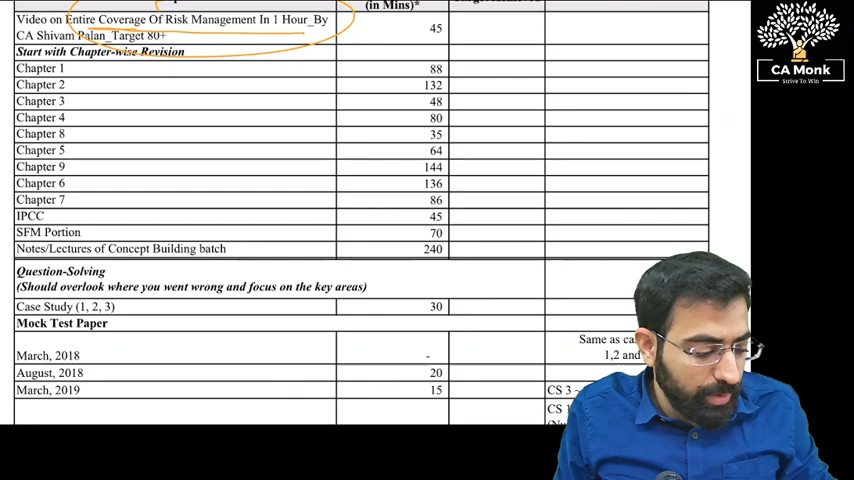 (in Mins)*
Video on Entire Coverage Of Risk Management In 1 Hour_By
CA Shivam Palan_Target 80+
45
Start with Chapter-wise Revision
Chapter 1 88
Chapter 2 132
Chapter 3 48
Chapter 4 80
Chapter 8 35
Chapter 5 64
Chapter 9 144
Chapter 6 136
Chapter 7 86
IPCC 45
SFM Portion 70
Notes/Lectures of Concept Building batch 240
Question-Solving
(Should overlook where you went wrong and focus on the key areas)
Case Study (1, 2, 3) 30
Mock Test Paper
March, 2018 -
Same as
1,2 and
August, 2018 20
March, 2019 15 CS 3
CS 1
CA Monk
Strive To Win